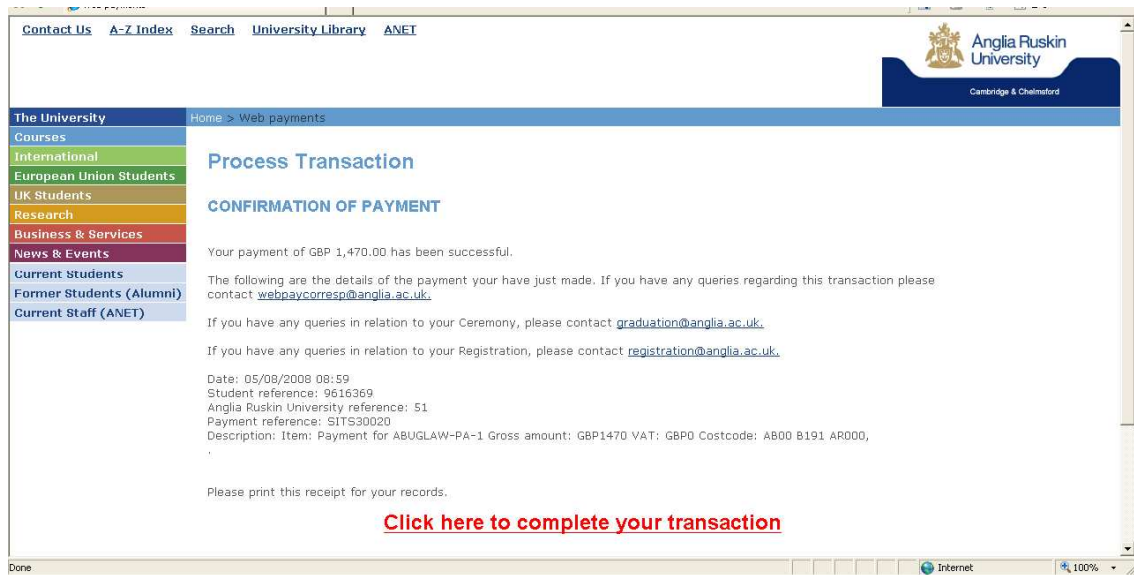 Contact Us A-Z Index Search University Library ANET
Anglia Ruskin
University
Cambridge & Chelmsford
The University
Home > Web payments
Courses
International
European Union Students
UK Students
Research
Business & Services
News & Events
Current Students
Former Students (Alumni)
Current Staff (ANET)
Process Transaction
CONFIRMATION OF PAYMENT
Your payment of GBP 1,470.00 has been successful.
The following are the details of the payment your have just made. If you have any queries regarding this transaction please
contact webpaycorresp@anglia.ac.uk.
If you have any queries in relation to your Ceremony, please contact graduation@anglia.ac.uk.
If you have any queries in relation to your Registration, please contact registration@anglia.ac.uk.
Date: 05/08/2008 08:59
Student reference: 9616369
Anglia Ruskin University reference: 51
Payment reference: SITS30020
Description: Item: Payment for ABUGLAW-PA-1 Gross amount: GBP1470 VAT: GBP0 Costcode: AB00 B191 AR000,
.
Please print this receipt for your records.
Click here to complete your transaction
Done
Internet
100%